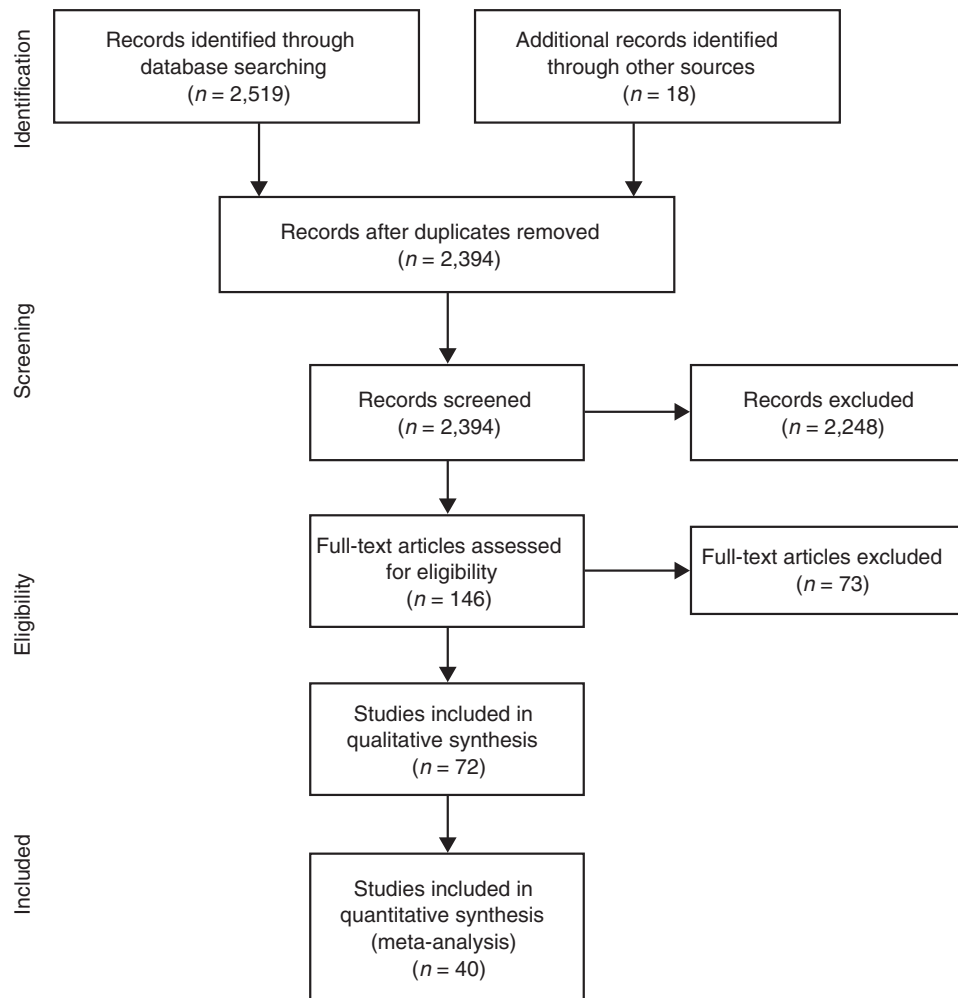 Identification
Records identified through
database searching
(n = 2,519)
Additional records identified
through other sources
(n = 18)
Records after duplicates removed
(n = 2,394)
Screening
Records screened
(n = 2,394)
Records excluded
(n = 2,248)
Eligibility
Full-text articles assessed
for eligibility
(n = 146)
Full-text articles excluded
(n = 73)
Studies included in
qualitative synthesis
(n = 72)
Included
Studies included in
quantitative synthesis
(meta-analysis)
(n = 40)